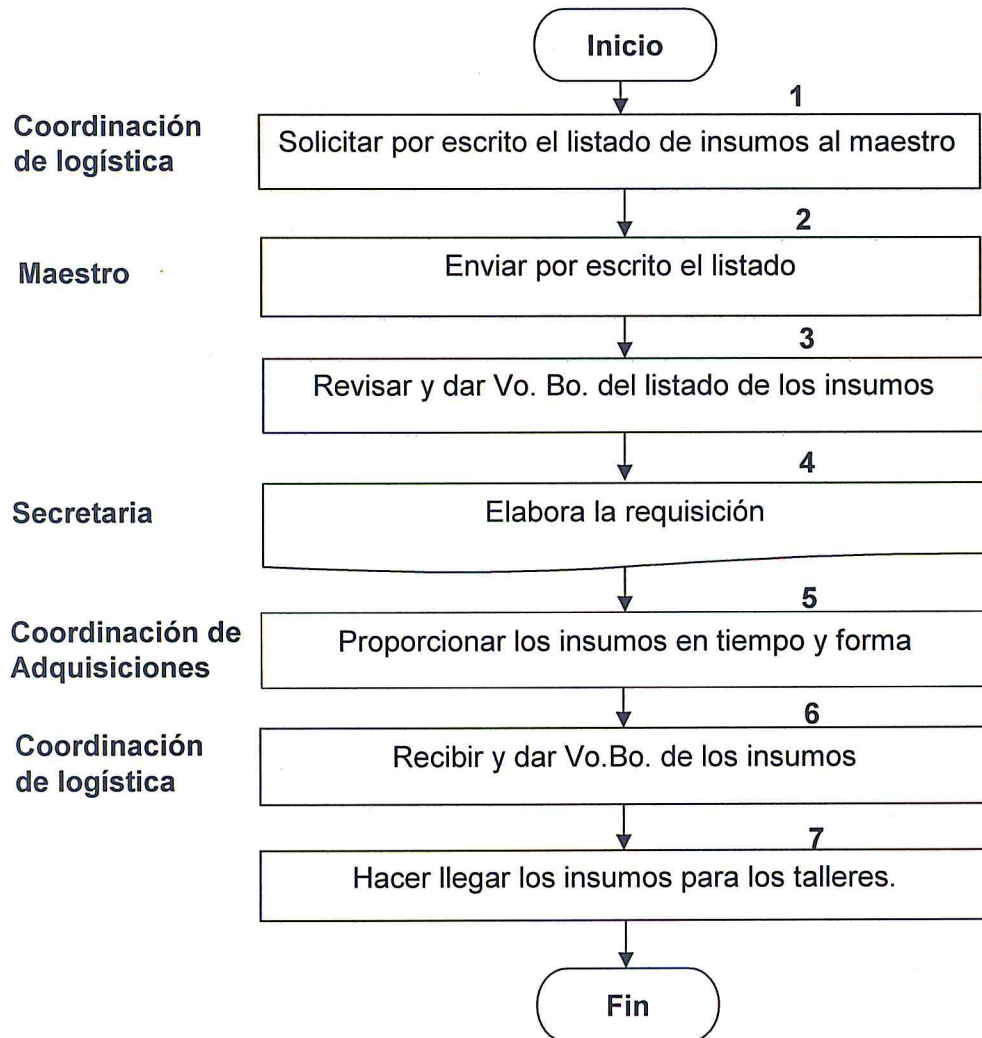 Inicio
1
Coordinación
de logística
Solicitar por escrito el listado de insumos al maestro
2
Maestro
Enviar por escrito el listado
3
Revisar y dar Vo. Bo. del listado de los insumos
4
Secretaria
Elabora la requisición
5
Coordinación de
Adquisiciones
Proporcionar los insumos en tiempo y forma
6
Coordinación
de logística
Recibir y dar Vo.Bo. de los insumos
7
Hacer llegar los insumos para los talleres.
Fin